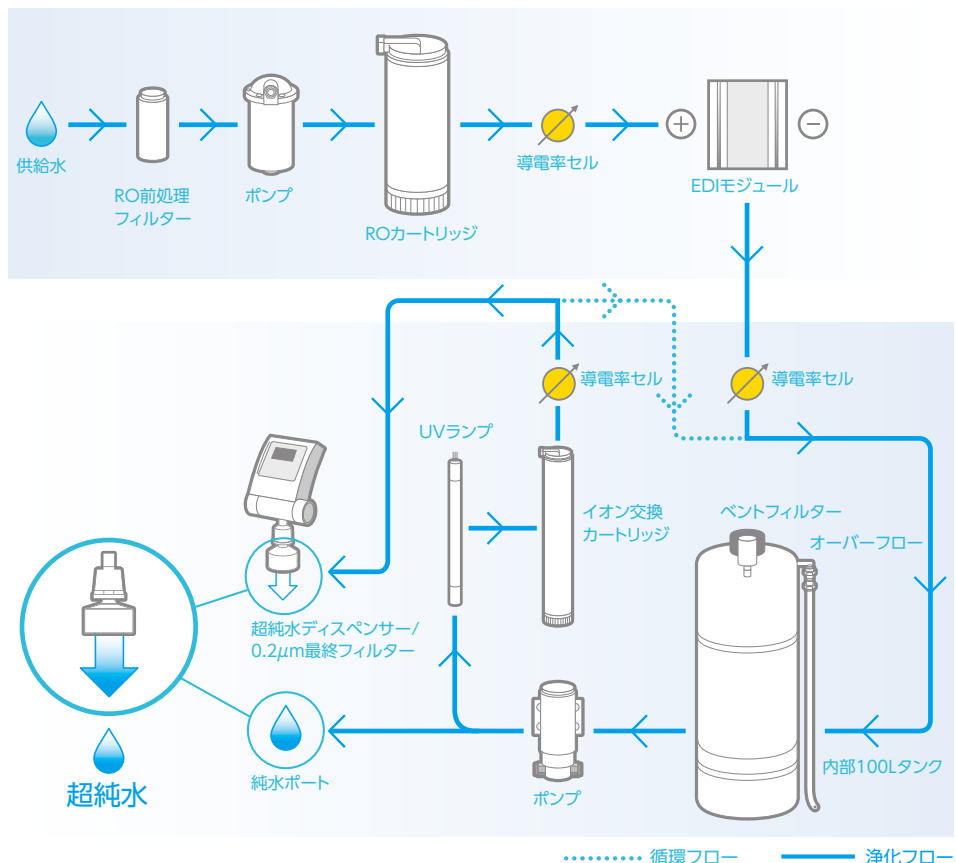 供給水
RO前処理
フィルター
ポンプ
ROカートリッジ
導電率セル
EDIモジュール
導電率セル
導電率セル
UVランプ
イオン交換
カートリッジ
ベントフィルター
オーバーフロー
超純水ディスペンサー/
0.2μm最終フィルター
純水ポート
超純水
ポンプ
内部100Lタンク
循環フロー
浄化フロー